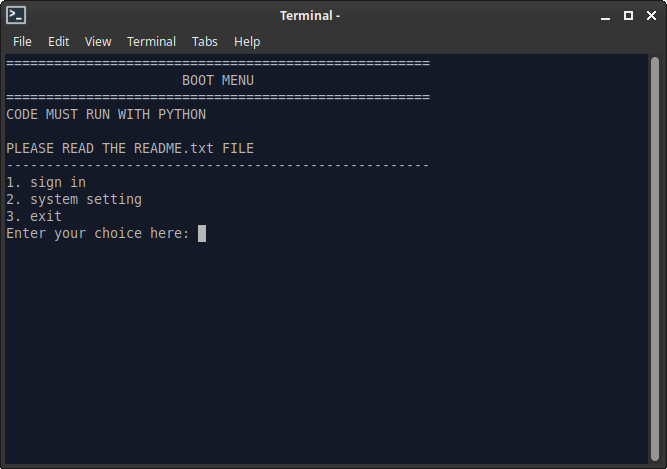 Terminal -
File Edit View Terminal Tabs Help
=====================================================
BOOT MENU
=====================================================
CODE MUST RUN WITH PYTHON
PLEASE READ THE README.txt FILE
-----------------------------------------------------
1. sign in
2. system setting
3. exit
Enter your choice here: